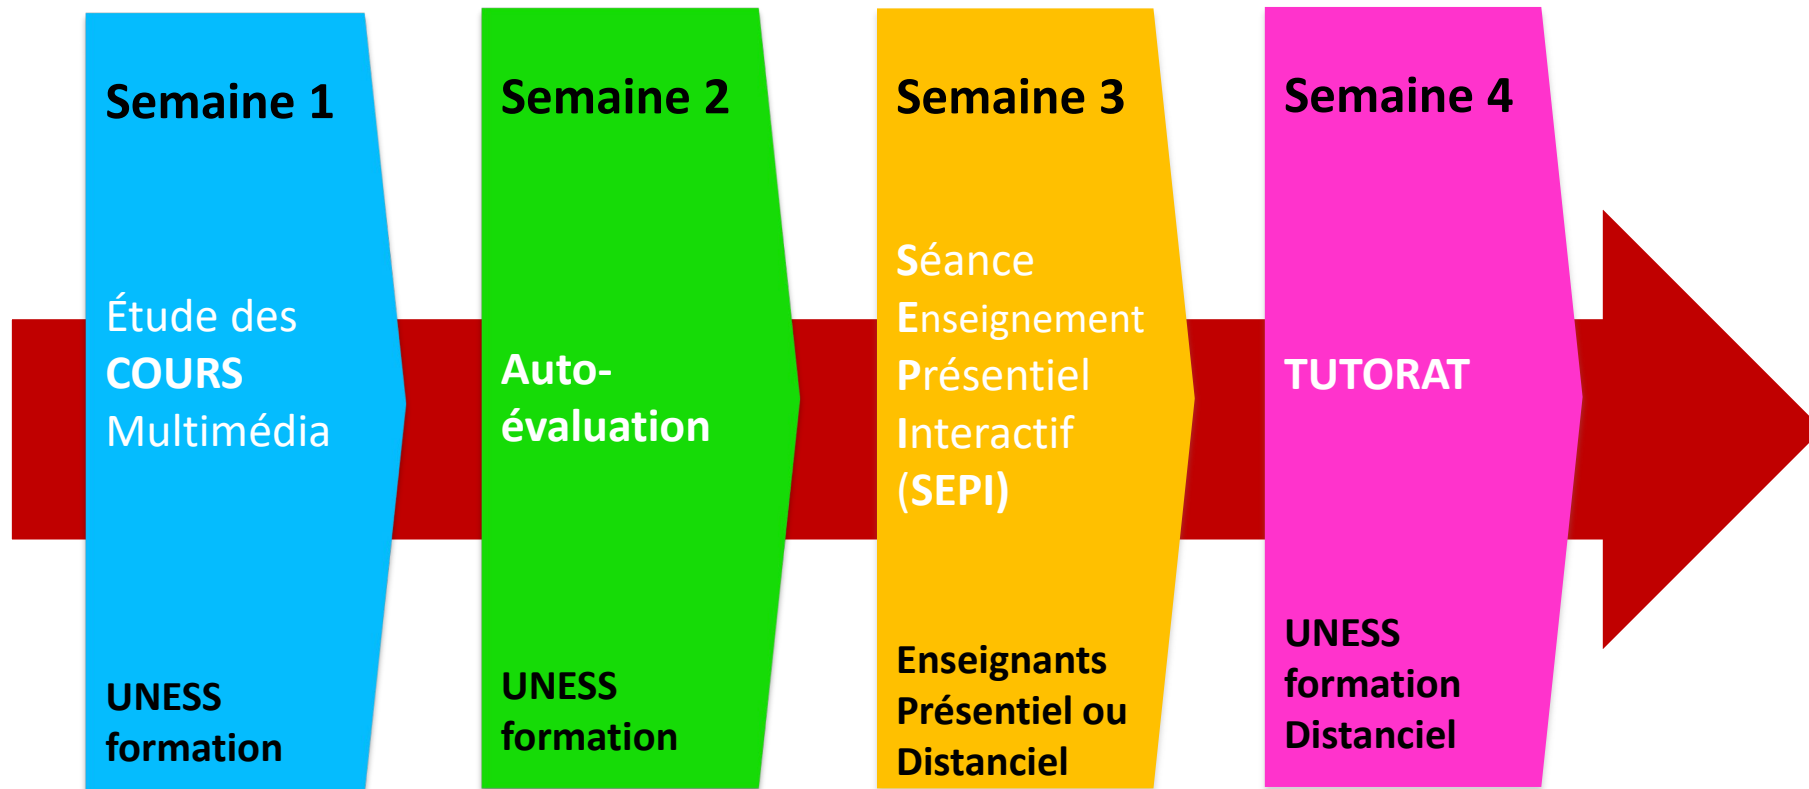 Semaine 1
Étude des
COURS
Multimédia
UNESS
formation
Semaine 2
Auto-
évaluation
UNESS
formation
Semaine 3
Séance
Enseignement
Présentiel
Interactif
(SEPI)
Enseignants
Présentiel ou
Distanciel
Semaine 4
TUTORAT
UNESS
formation
Distanciel